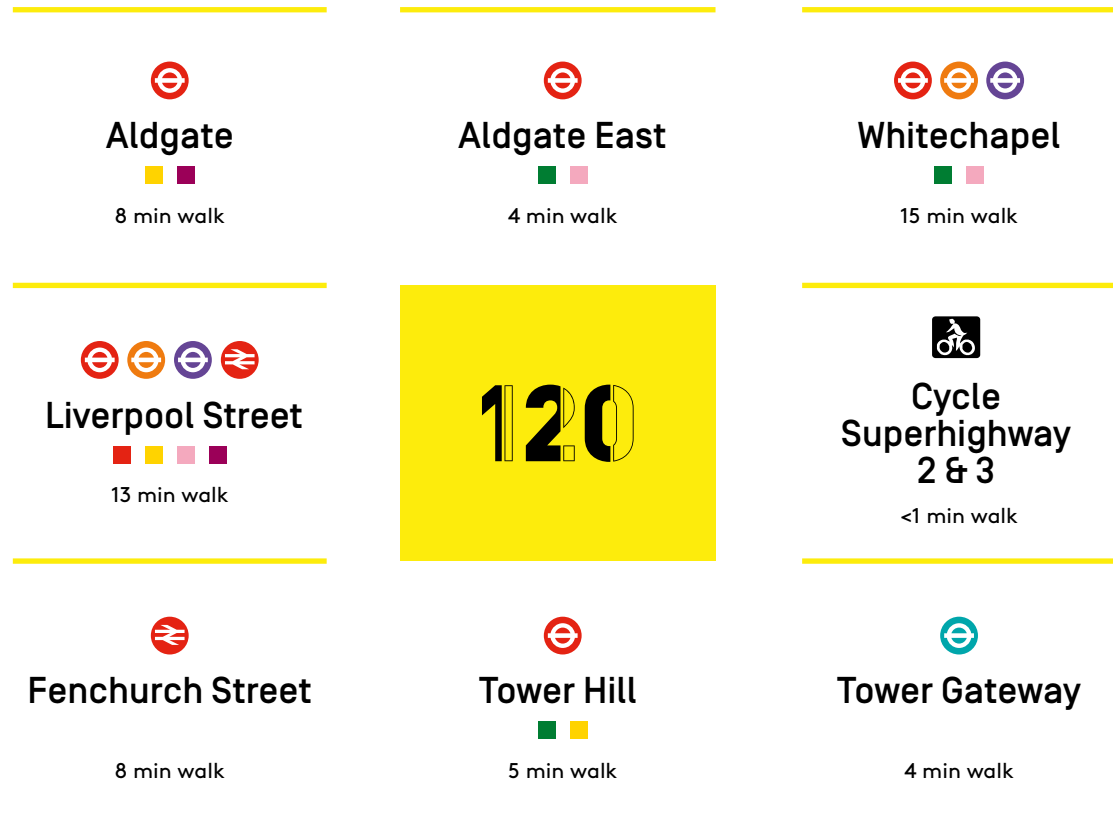 Aldgate
8 min walk
Aldgate East
4 min walk
Whitechapel
15 min walk
Liverpool Street
13 min walk
120
Cycle
Superhighway
2 & 3
<1 min walk
Fenchurch Street
8 min walk
Tower Hill
5 min walk
Tower Gateway
4 min walk